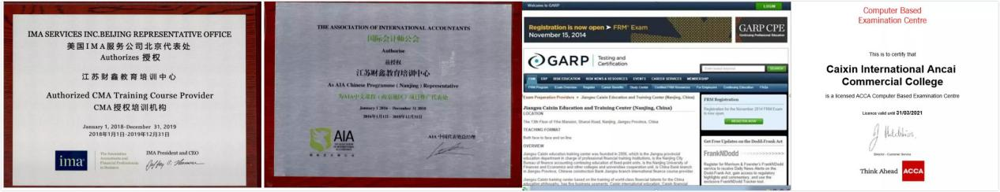 IMA SERVICES INC.BEIJING REPRESENTATIVE OFFICE
美国IMA服务公司北京代表处
Authorizes 授权
江苏财鑫教育培训中心
Authorized CMA Training Course Provider
CMA授权培训机构
January 1, 2018-December 31, 2019
2018年1月1日-2019年12月31日
ima
The Association of
Accountants and
Financial Professionals
in Business
IMA President and CEO
THE ASSOCIATION OF INTERNATIONAL ACCOUNTANTS
国际会计师公会
Authorise
兹授权
江苏财鑫教育培训中心
As AIA Chinese Programme ( Nanjing ) Representative
为AIA中文课程(南京地区)项目推广代表处
January 1 2016 - December 31 2018
2016年1月1日-2018年12月31日
AIA
AIA 中国代表处总经理
Welcome to GARP
LOGIN
Registration is now open > FRM® Exam
November 15, 2014
GARP CPE
Continuing Professional Education
GARP
Testing and
Certification
SEARCH
FRM ERP RISK EDUCATION RISK NEWS & RESOURCES EVENTS CAREER SERVICES MEMBERSHIP
FRM Program Exam Overview Register Career Benefits Study Center Certified FRM Resources For Employers Continuing Education FAQs
Exam Preparation Providers > Jiangsu Caixin Education and Training Center (Nanjing, China)
Jiangsu Caixin Education and Training Center (Nanjing, China)
LOCATION
The 13th Floor of Yihe Mansion, Shanxi Road, Nanjing, Jiangsu Province, China
TEACHING FORMAT
Both face to face and on line
OVERVIEW
Jiangsu Caixin education training center was founded in 2006, which is the Jiangsu provincial
education department in charge of professional financial training institutions, is the Nanjing City
Bureau of finance accounting continuing education of fixed-point units, is the Nanjing University of
Finances and Economics and other colleges and universities cooperation unit, is China Bank branch
in Jiangsu Province, Chinese construction Bank Jiangsu branch international finance course provider
Jiangsu Caixin training center based on the training of world-class financial talents for the China
education philosophy, has five business segments: Caixin international education, Caixin financial
FRM Registration
Registration for the November 2014 FRM Exam
is now open.
REGISTER NOW
Get Free Updates on the Dodd-Frank Act
FrankNDodd
Register for Morrison & Foerster's FrankNDodd
service to receive Daily News Alerts on the
Dodd-Frank Act, gain access to regulatory
highlights and commentary, and use the
exclusive FrankNDodd Tracker tool.
Computer Based
Examination Centre
This is to certify that
Caixin International Ancai
Commercial College
is a licensed ACCA Computer Based Examination Centre
Licence valid until 31/03/2021
Director - Customer Service
Think Ahead ACCA